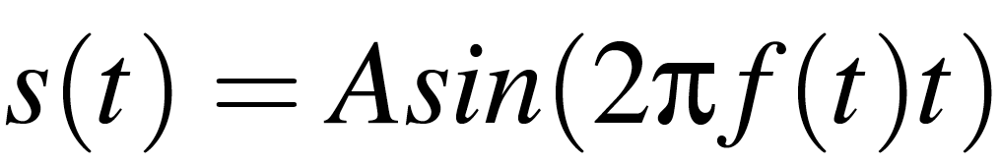 s(t) = Asin(2πf(t)t)